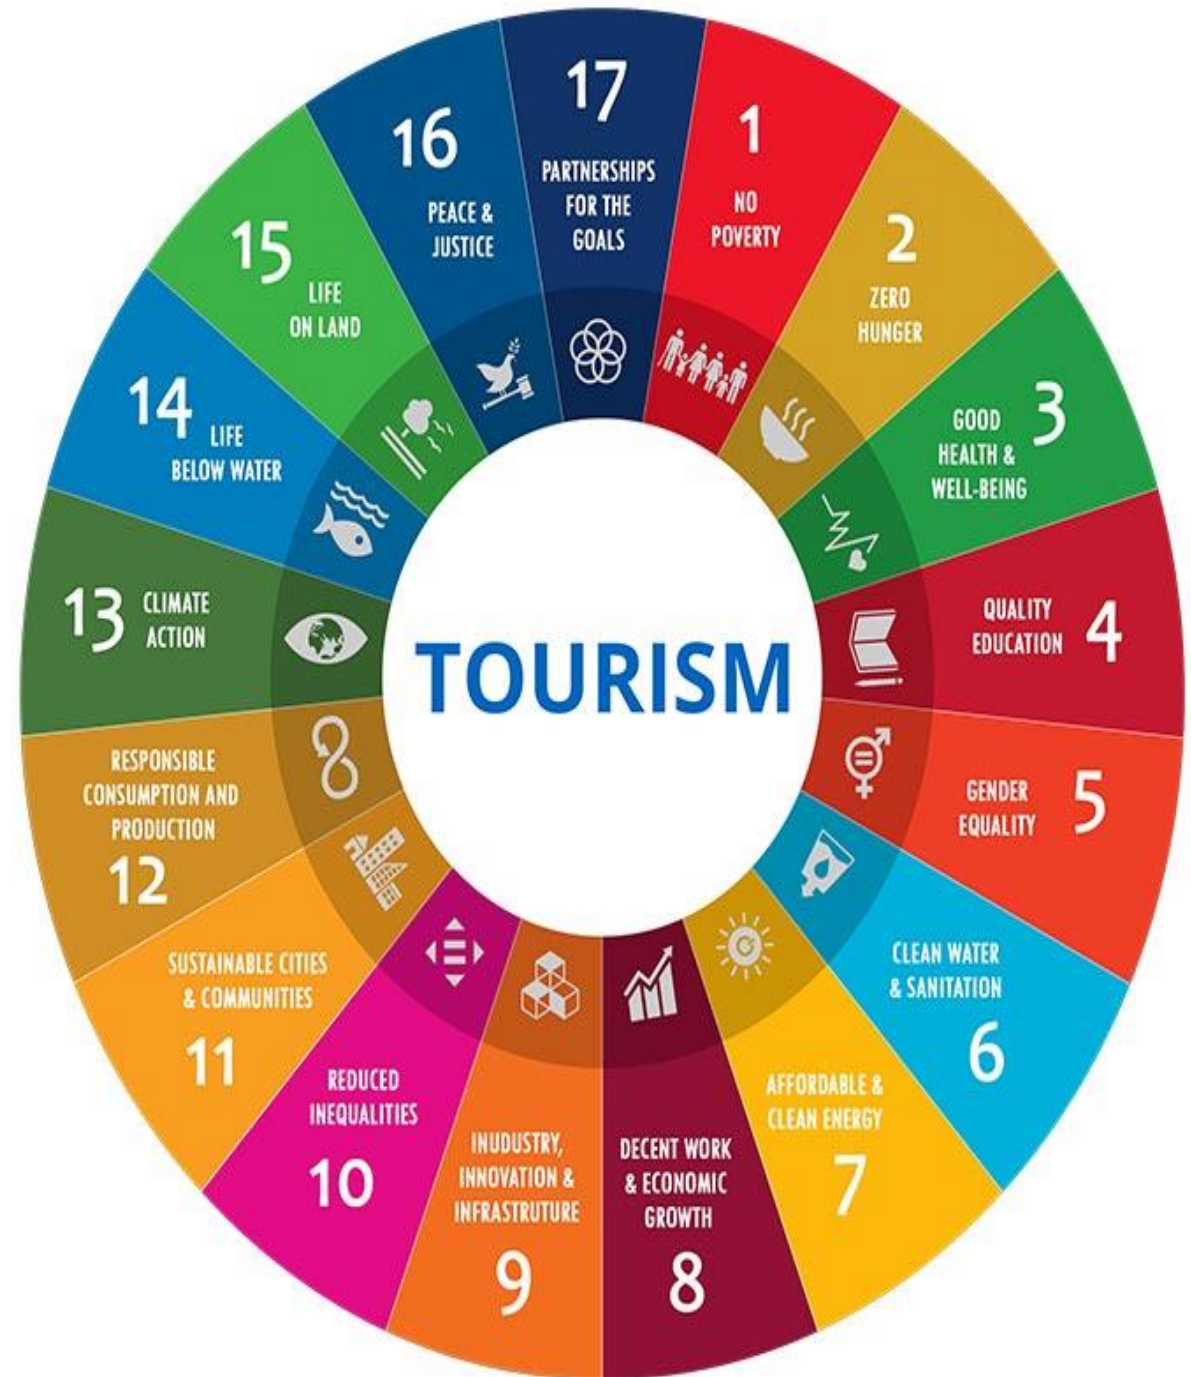 TOURISM
1
NO
POVERTY
2
ZERO
HUNGER
3
GOOD
HEALTH &
WELL-BEING
4
QUALITY
EDUCATION
5
GENDER
EQUALITY
6
CLEAN WATER
& SANITATION
7
AFFORDABLE &
CLEAN ENERGY
8
DECENT WORK
& ECONOMIC
GROWTH
9
INUDUSTRY,
INNOVATION &
INFRASTRUTURE
10
REDUCED
INEQUALITIES
11
SUSTAINABLE CITIES
& COMMUNITIES
12
RESPONSIBLE
CONSUMPTION AND
PRODUCTION
13
CLIMATE
ACTION
14
LIFE
BELOW WATER
15
LIFE
ON LAND
16
PEACE &
JUSTICE
17
PARTNERSHIPS
FOR THE
GOALS